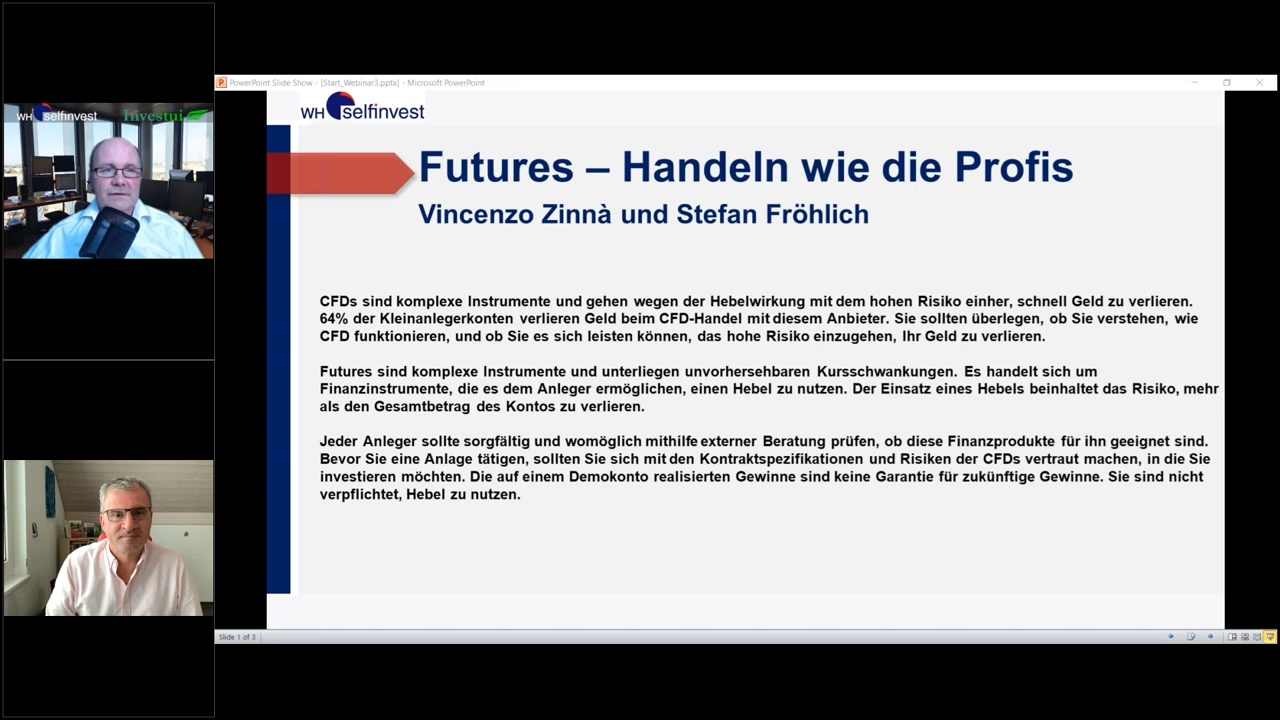 WH selfinvest
Investui
PowerPoint Slide Show - [Start_Webinar3.pptx] - Microsoft PowerPoint
WH selfinvest
Futures – Handeln wie die Profis
Vincenzo Zinnà und Stefan Fröhlich
CFDs sind komplexe Instrumente und gehen wegen der Hebelwirkung mit dem hohen Risiko einher, schnell Geld zu verlieren.
64% der Kleinanlegerkonten verlieren Geld beim CFD-Handel mit diesem Anbieter. Sie sollten überlegen, ob Sie verstehen, wie
CFD funktionieren, und ob Sie es sich leisten können, das hohe Risiko einzugehen, Ihr Geld zu verlieren.
Futures sind komplexe Instrumente und unterliegen unvorhersehbaren Kursschwankungen. Es handelt sich um
Finanzinstrumente, die es dem Anleger ermöglichen, einen Hebel zu nutzen. Der Einsatz eines Hebels beinhaltet das Risiko, mehr
als den Gesamtbetrag des Kontos zu verlieren.
Jeder Anleger sollte sorgfältig und womöglich mithilfe externer Beratung prüfen, ob diese Finanzprodukte für ihn geeignet sind.
Bevor Sie eine Anlage tätigen, sollten Sie sich mit den Kontraktspezifikationen und Risiken der CFDs vertraut machen, in die Sie
investieren möchten. Die auf einem Demokonto realisierten Gewinne sind keine Garantie für zukünftige Gewinne. Sie sind nicht
verpflichtet, Hebel zu nutzen.
Slide 1 of 3